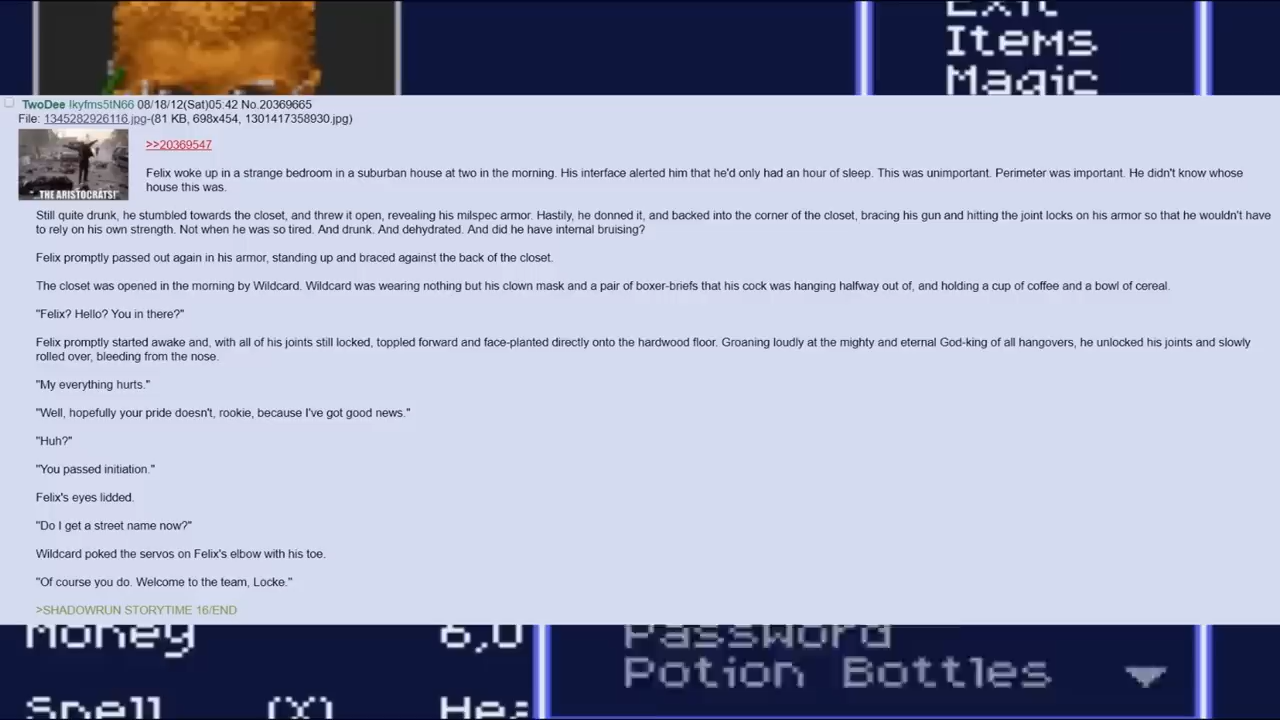 Exit
Items
Magic
TwoDee !kyfms5tN66 08/18/12(Sat)05:42 No.20369665
File: 1345282926116.jpg-(81 KB, 698x454, 1301417358930.jpg)
>>20369547
"...THE ARISTOCRATS!"
Felix woke up in a strange bedroom in a suburban house at two in the morning. His interface alerted him that he'd only had an hour of sleep. This was unimportant. Perimeter was important. He didn't know whose
house this was.
Still quite drunk, he stumbled towards the closet, and threw it open, revealing his milspec armor. Hastily, he donned it, and backed into the corner of the closet, bracing his gun and hitting the joint locks on his armor so that he wouldn't have
to rely on his own strength. Not when he was so tired. And drunk. And dehydrated. And did he have internal bruising?
Felix promptly passed out again in his armor, standing up and braced against the back of the closet.
The closet was opened in the morning by Wildcard. Wildcard was wearing nothing but his clown mask and a pair of boxer-briefs that his cock was hanging halfway out of, and holding a cup of coffee and a bowl of cereal.
"Felix? Hello? You in there?"
Felix promptly started awake and, with all of his joints still locked, toppled forward and face-planted directly onto the hardwood floor. Groaning loudly at the mighty and eternal God-king of all hangovers, he unlocked his joints and slowly
rolled over, bleeding from the nose.
"My everything hurts."
"Well, hopefully your pride doesn't, rookie, because I've got good news."
"Huh?"
"You passed initiation."
Felix's eyes lidded.
"Do I get a street name now?"
Wildcard poked the servos on Felix's elbow with his toe.
"Of course you do. Welcome to the team, Locke."
>SHADOWRUN STORYTIME 16/END
Money 6,0
Password
Potion Bottles
Spell (X) Hea